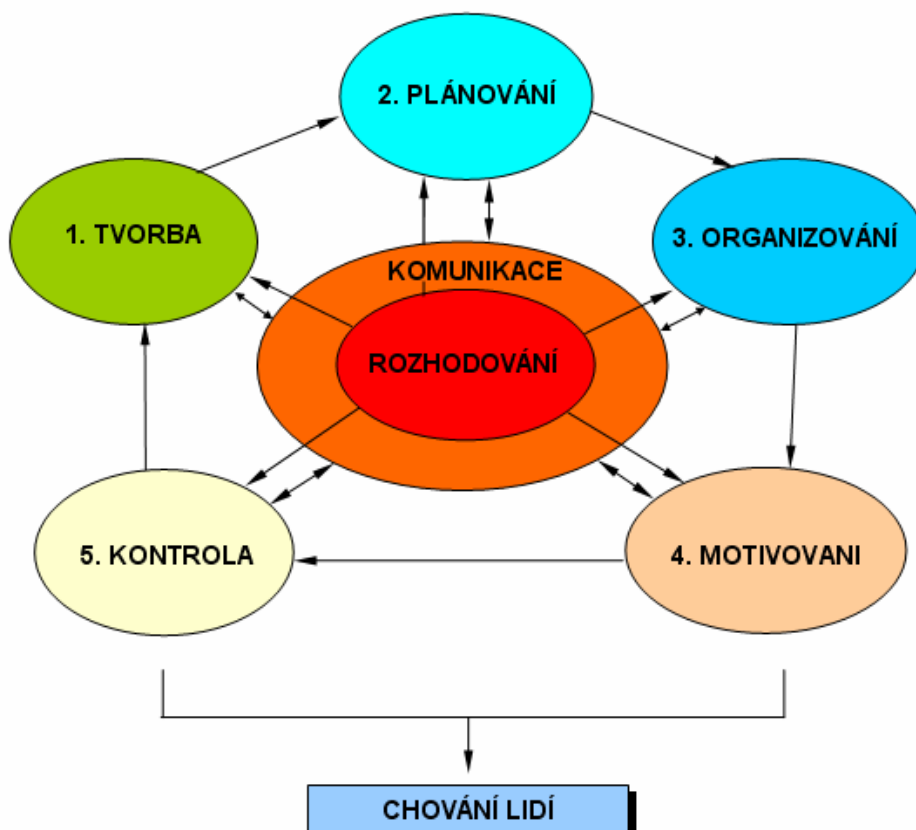 2. PLÁNOVÁNÍ
1. TVORBA
3. ORGANIZOVÁNÍ
KOMUNIKACE
ROZHODOVÁNÍ
5. KONTROLA
4. MOTIVOVANI
CHOVÁNÍ LIDÍ